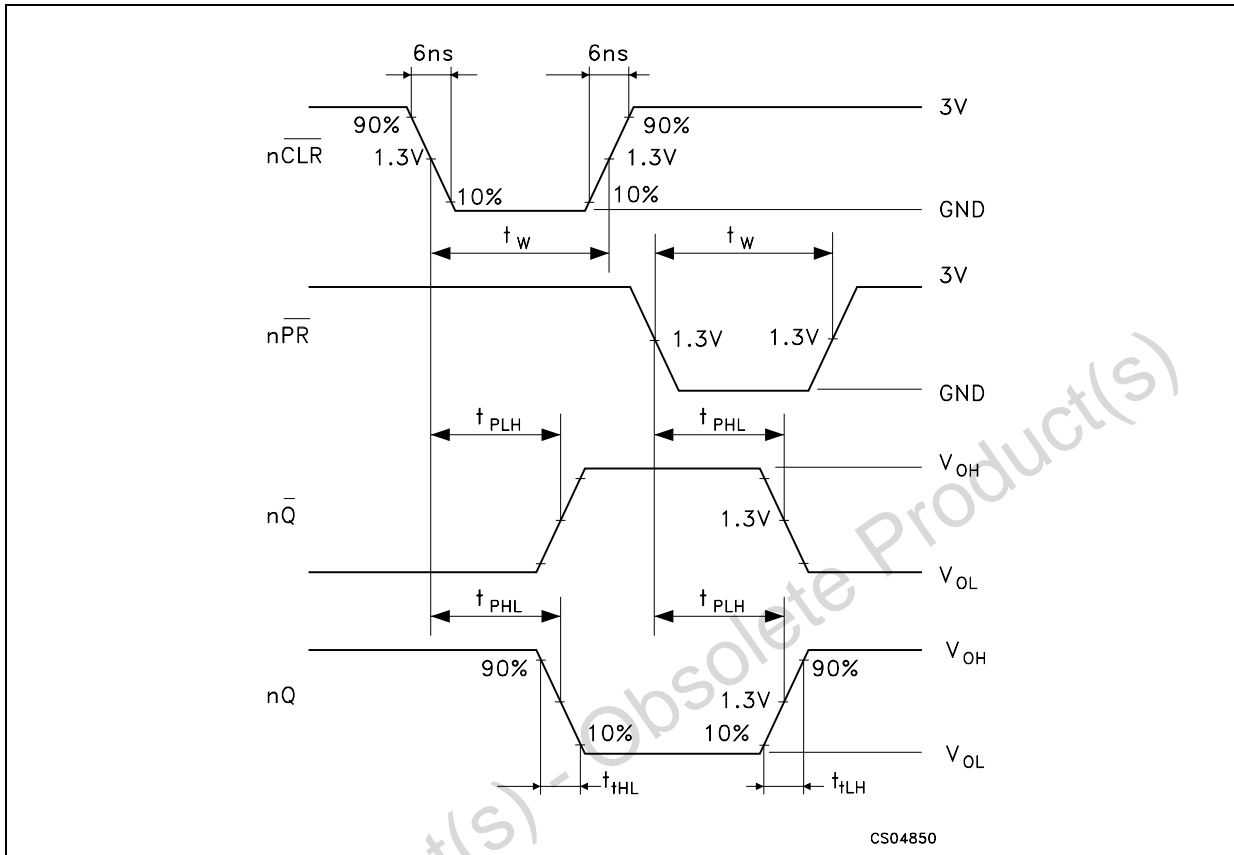 6ns 6ns
3V
90% 90%
nCLR 1.3V 1.3V
10% 10%
GND
t W t W
3V
nPR 1.3V 1.3V
GND
t PLH t PHL
V OH
nQ 1.3V
V OL
t PHL t PLH
V OH
90% 90%
nQ 1.3V
10% 10%
V OL
t tHL t tLH
CS04850
t(s) - Obsolete Product(s)